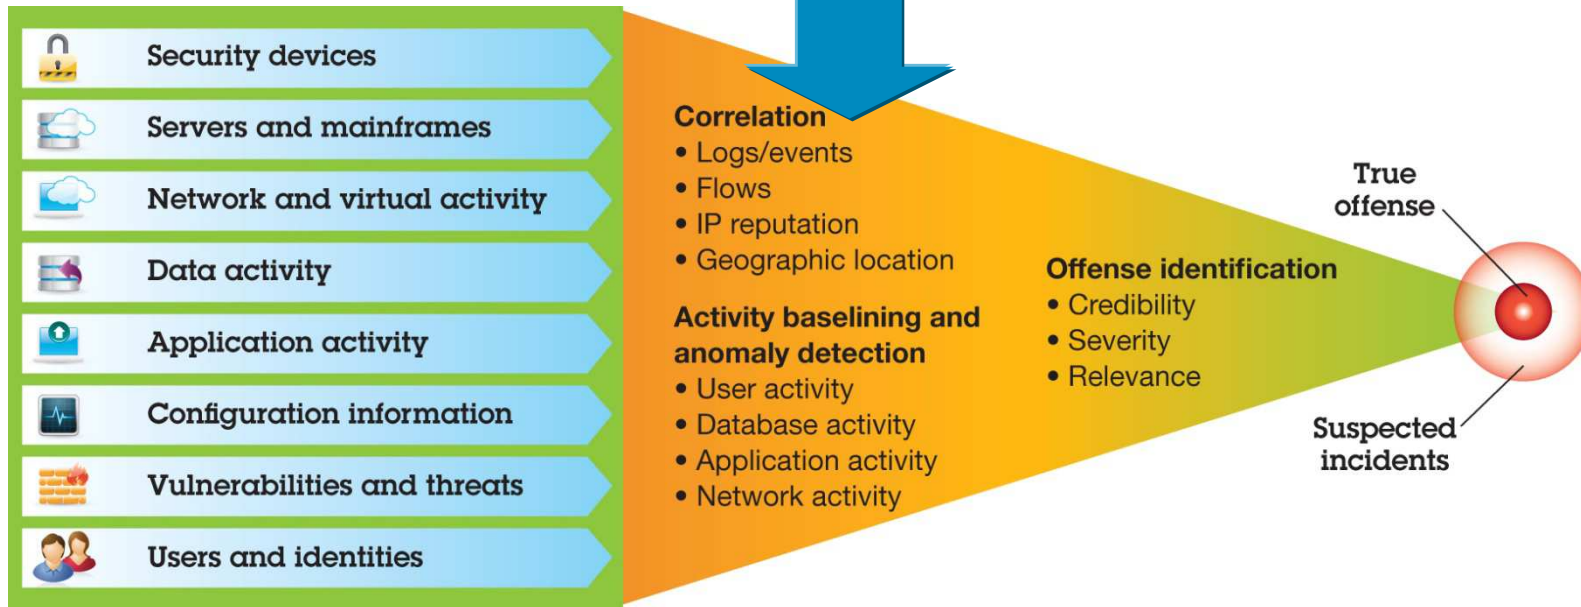 Security devices
Servers and mainframes
Network and virtual activity
Data activity
Application activity
Configuration information
Vulnerabilities and threats
Users and identities
Correlation
• Logs/events
• Flows
• IP reputation
• Geographic location
Activity baselining and
anomaly detection
• User activity
• Database activity
• Application activity
• Network activity
Offense identification
• Credibility
• Severity
• Relevance
True
offense
Suspected
incidents